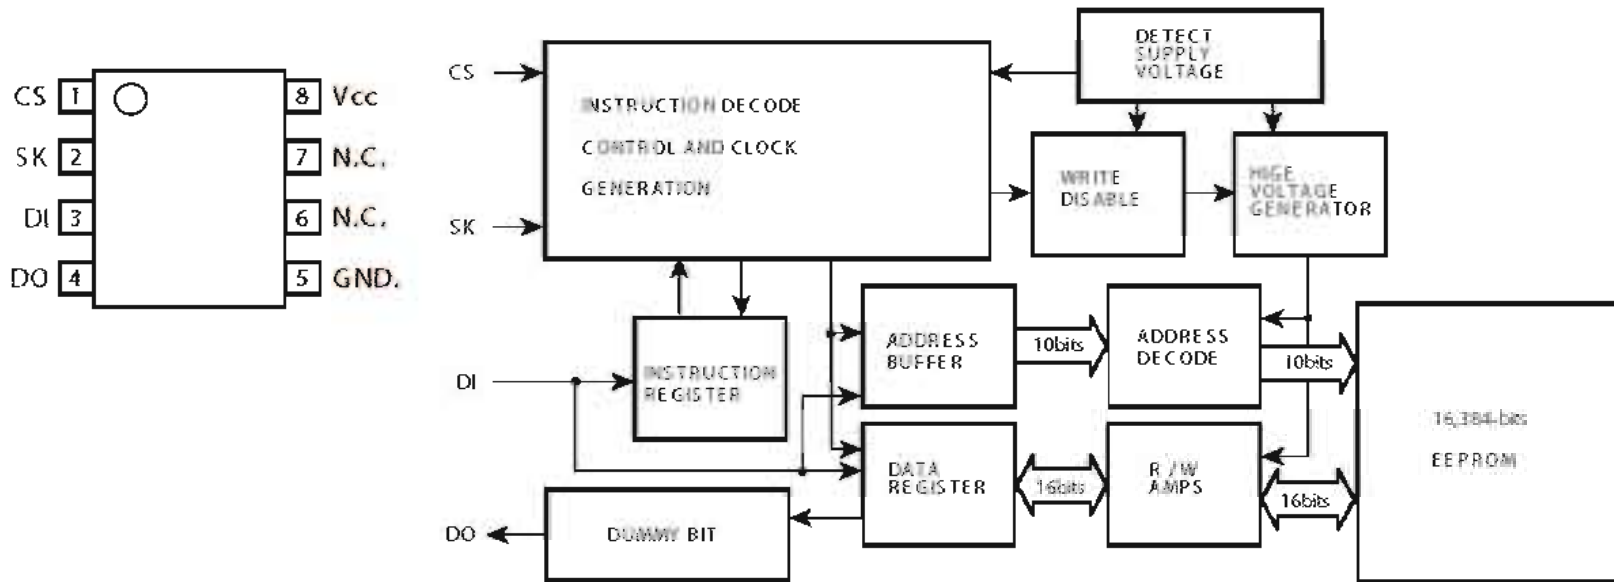 CS 1
SK 2
DI 3
DO 4
8 Vcc
7 N.C.
6 N.C.
5 GND.
CS
SK
DI
DO
INSTRUCTION DECODE
CONTROL AND CLOCK
GENERATION
DETECT
SUPPLY
VOLTAGE
WRITE
DISABLE
HIGE
VOLTAGE
GENERATOR
INSTRUCTION
REGISTER
ADDRESS
BUFFER
10bits
ADDRESS
DECODE
10bits
DATA
REGISTER
16bits
R /W
AMPS
16bits
16,384-bits
EEPROM
DUMMY BIT